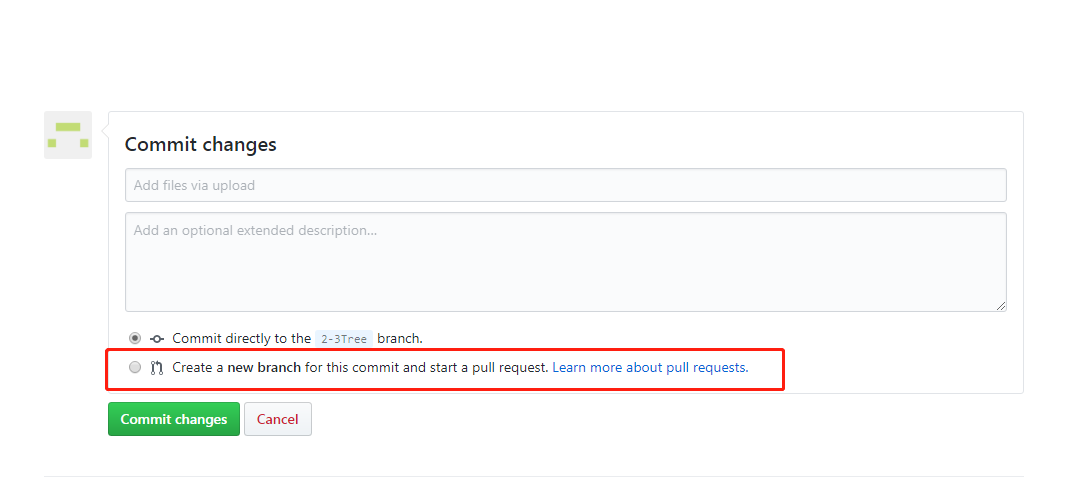 Commit changes
Add files via upload
Add an optional extended description...
Commit directly to the 2-3Tree branch.
Create a new branch for this commit and start a pull request. Learn more about pull requests.
Commit changes
Cancel